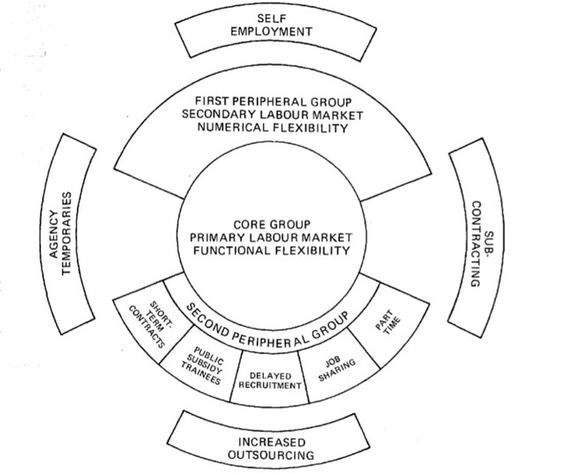 SELF
EMPLOYMENT
FIRST PERIPHERAL GROUP
SECONDARY LABOUR MARKET
NUMERICAL FLEXIBILITY
AGENCY
TEMPORARIES
CORE GROUP
PRIMARY LABOUR MARKET
FUNCTIONAL FLEXIBILITY
SUB-
CONTRACTING
SECOND PERIPHERAL GROUP
SHORT-
TERM
CONTRACTS
PUBLIC
SUBSIDY
TRAINEES
DELAYED
RECRUITMENT
JOB
SHARING
PART
TIME
INCREASED
OUTSOURCING